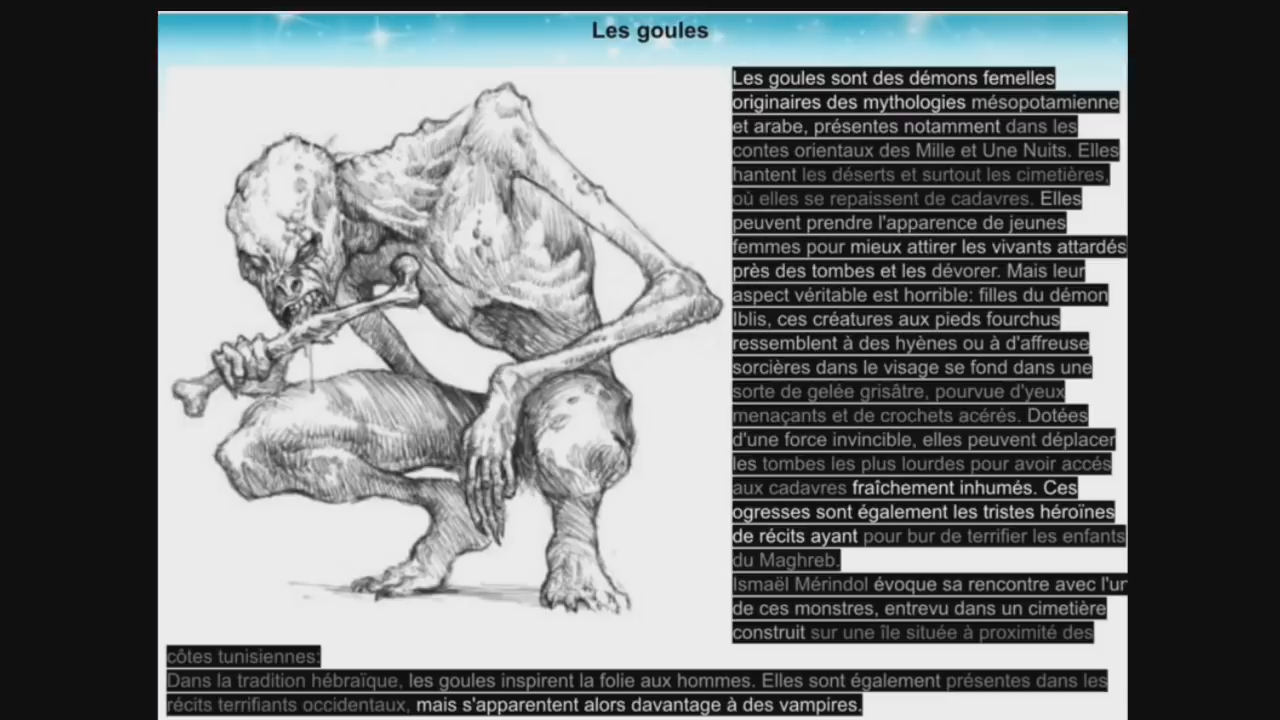 Les goules
Les goules sont des démons femelles
originaires des mythologies mésopotamienne
et arabe, présentes notamment dans les
contes orientaux des Mille et Une Nuits. Elles
hantent les déserts et surtout les cimetières,
où elles se repaissent de cadavres. Elles
peuvent prendre l'apparence de jeunes
femmes pour mieux attirer les vivants attardés
près des tombes et les dévorer. Mais leur
aspect véritable est horrible: filles du démon
Iblis, ces créatures aux pieds fourchus
ressemblent à des hyènes ou à d'affreuse
sorcières dans le visage se fond dans une
sorte de gelée grisâtre, pourvue d'yeux
menaçants et de crochets acérés. Dotées
d'une force invincible, elles peuvent déplacer
les tombes les plus lourdes pour avoir accés
aux cadavres fraîchement inhumés. Ces
ogresses sont également les tristes héroïnes
de récits ayant pour bur de terrifier les enfants
du Maghreb.
Ismaël Mérindol évoque sa rencontre avec l'un
de ces monstres, entrevu dans un cimetière
construit sur une île située à proximité des
côtes tunisiennes:
Dans la tradition hébraïque, les goules inspirent la folie aux hommes. Elles sont également présentes dans les
récits terrifiants occidentaux, mais s'apparentent alors davantage à des vampires.